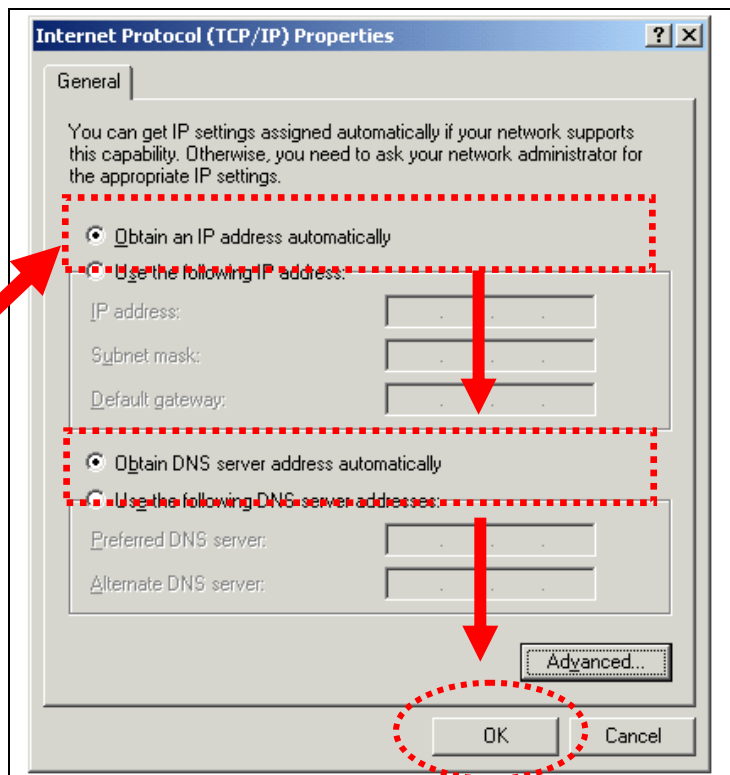 Internet Protocol (TCP/IP) Properties
General
You can get IP settings assigned automatically if your network supports
this capability. Otherwise, you need to ask your network administrator for
the appropriate IP settings.
Obtain an IP address automatically
Use the following IP address:
IP address:
Subnet mask:
Default gateway:
Obtain DNS server address automatically
Use the following DNS server addresses:
Preferred DNS server:
Alternate DNS server:
Advanced...
OK
Cancel